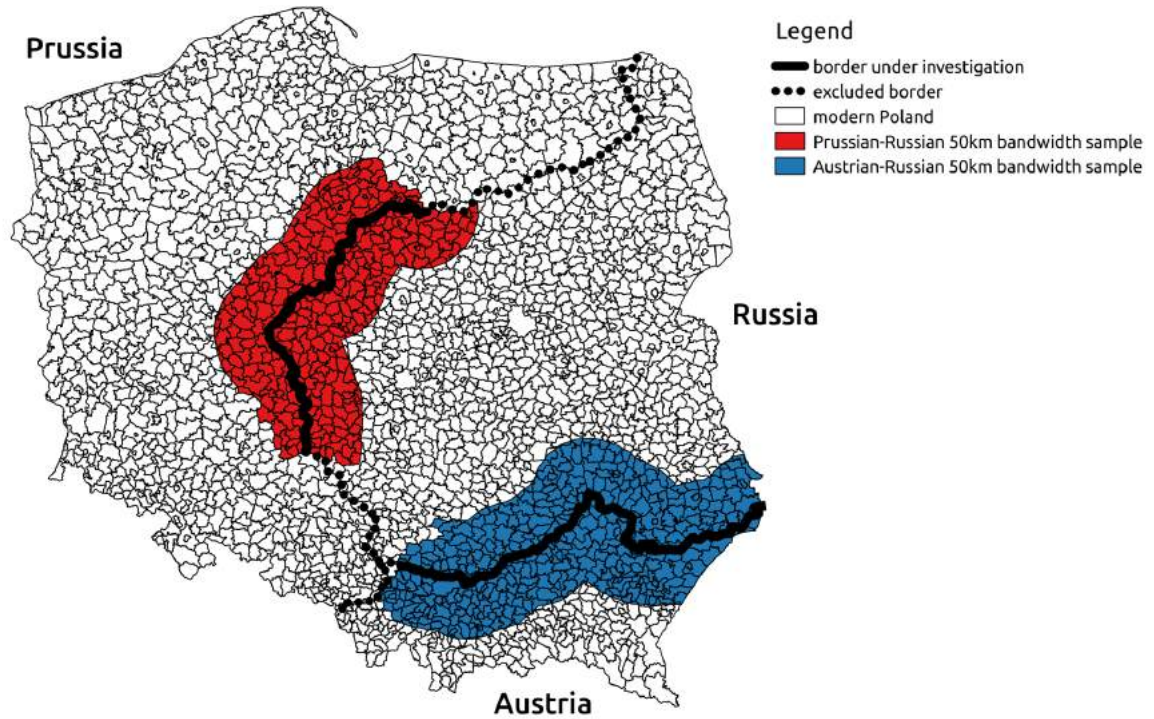 Prussia
Legend
border under investigation
excluded border
modern Poland
Prussian-Russian 50km bandwidth sample
Austrian-Russian 50km bandwidth sample
Russia
Austria